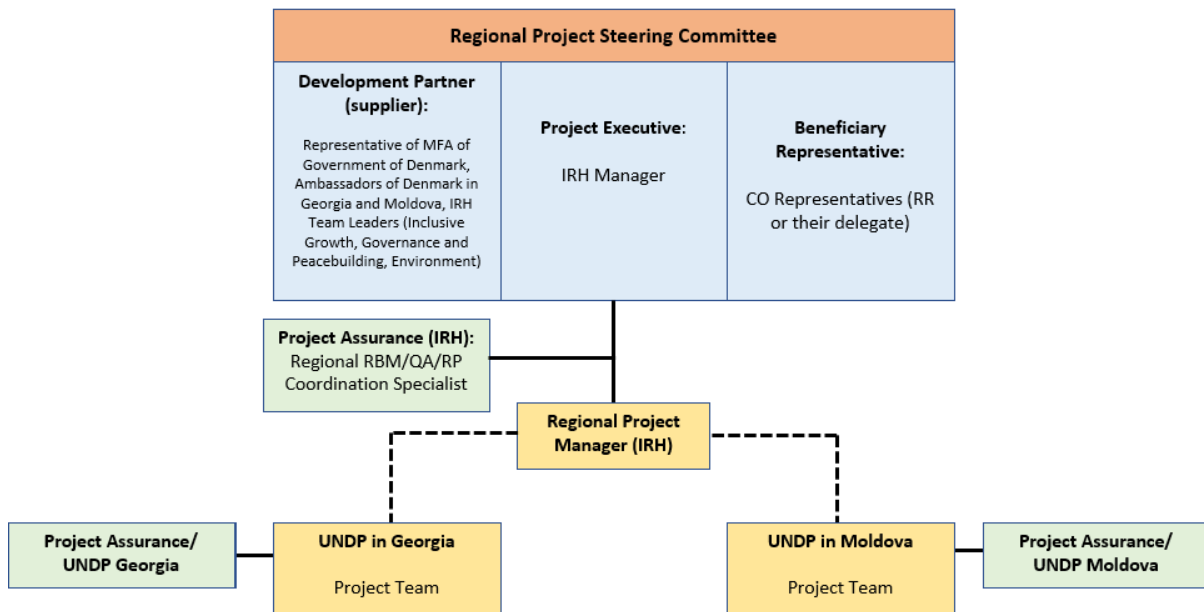 Regional Project Steering Committee
Development Partner
(supplier):
Representative of MFA of
Government of Denmark,
Ambassadors of Denmark in
Georgia and Moldova, IRH
Team Leaders (Inclusive
Growth, Governance and
Peacebuilding, Environment)
Project Executive:
IRH Manager
Beneficiary
Representative:
CO Representatives (RR
or their delegate)
Project Assurance (IRH):
Regional RBM/QA/RP
Coordination Specialist
Regional Project
Manager (IRH)
Project Assurance/
UNDP Georgia
UNDP in Georgia
Project Team
UNDP in Moldova
Project Team
Project Assurance/
UNDP Moldova